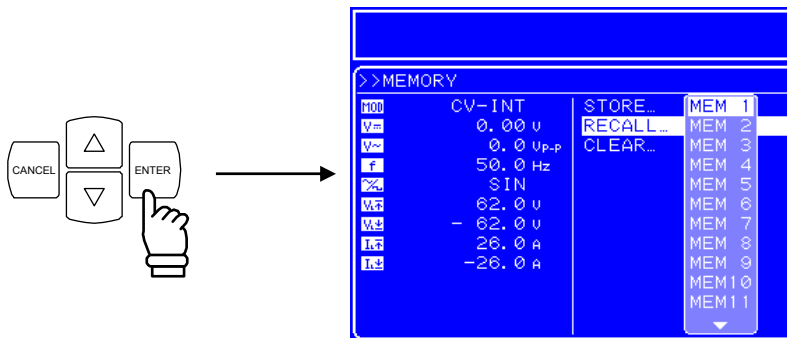 CANCEL
ENTER
>>MEMORY
MOD CV-INT STORE… MEM 1
V= 0.00 V RECALL… MEM 2
V~ 0.0 Vp-p CLEAR… MEM 3
f 50.0 Hz MEM 4
SIN MEM 5
62.0 V MEM 6
- 62.0 V MEM 7
26.0 A MEM 8
-26.0 A MEM 9
MEM10
MEM11